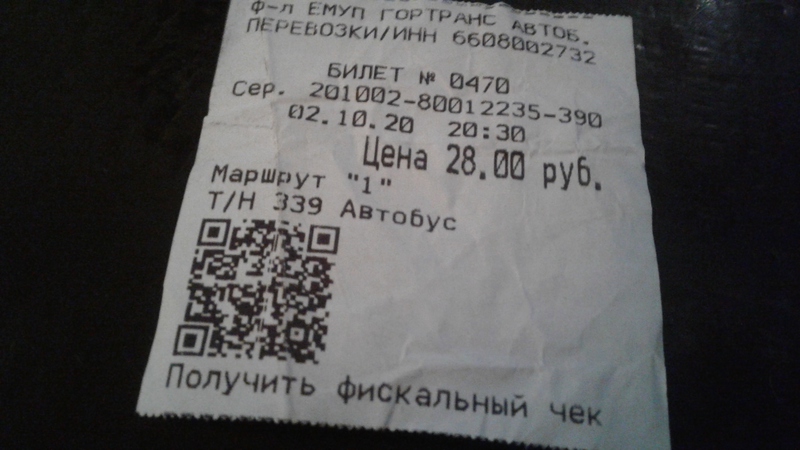 Ф-Л ЕМУП ГОРТРАНС АВТОБ.
ПЕРЕВОЗКИ/ИНН 6608002732
БИЛЕТ № 0470
Сер. 201002-80012235-390
02.10.20 20:30
Цена 28.00 руб.
Маршрут "1"
Т/Н 339 Автобус
Получить фискальный чек